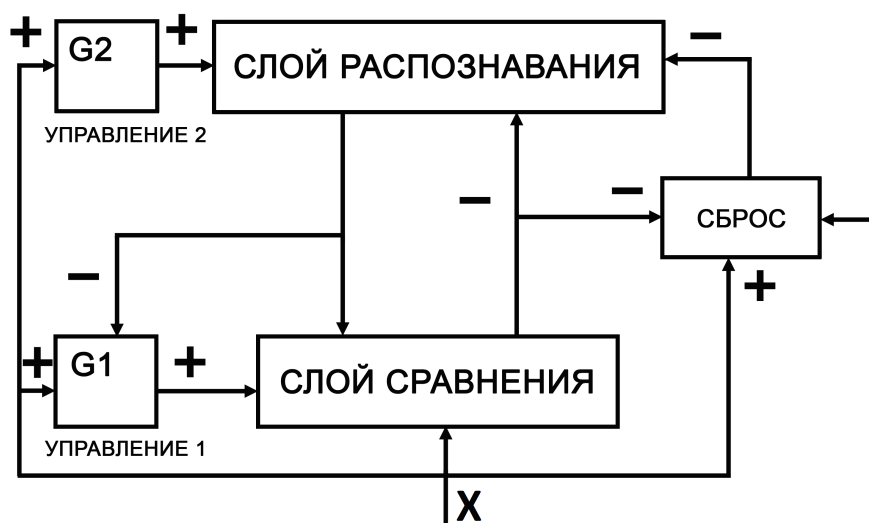 + G2 + СЛОЙ РАСПОЗНАВАНИЯ −
УПРАВЛЕНИЕ 2
− − СБРОС
− +
+ G1 + СЛОЙ СРАВНЕНИЯ
УПРАВЛЕНИЕ 1
X